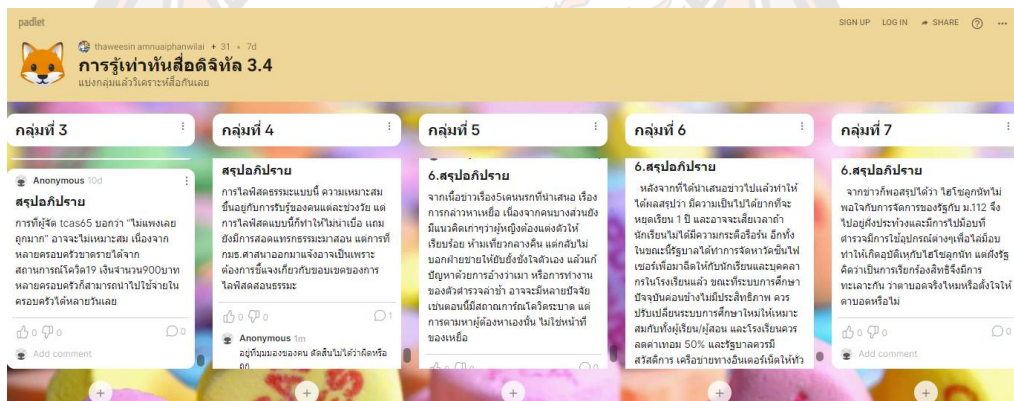 padlet
SIGN UP LOG IN SHARE
thaweesin amnuaiphanwilai + 31 • 7d
การรู้เท่าทันสื่อดิจิทัล 3.4
แบ่งกลุ่มแล้ววิเคราะห์สื่อกันเลย
กลุ่มที่ 3
Anonymous 10d
สรุปอภิปราย
การที่ผู้จัด tcas65 บอกว่า "ไม่แพงเลย
ถูกมาก" อาจจะไม่เหมาะสม เนื่องจาก
หลายครอบครัวขาดรายได้จาก
สถานการณ์โควิด19 เงินจำนวน900บาท
หลายครอบครัวก็สามารถนำไปใช้จ่ายใน
ครอบครัวได้หลายวันเลย
0 0 0
Add comment
กลุ่มที่ 4
สรุปอภิปราย
การไลฟ์สดธรรมะแบบนี้ ความเหมาะสม
ขึ้นอยู่กับการรับรู้ของคนแต่ละช่วงวัย แต่
การไลฟ์สดแบบนี้ก็ทำให้ไม่น่าเบื่อ แถม
ยังมีการสอดแทรกธรรมะมาสอน แต่การที่
กมธ.ศาสนาออกมาแจ้งอาจเป็นเพราะ
ต้องการชี้แจงเกี่ยวกับขอบเขตของการ
ไลฟ์สดสอนธรรมะ
0 0 1
Anonymous 1m
อยู่ที่มุมมองของคน ตัดสินไม่ได้ว่าผิดหรือ
ถูก
กลุ่มที่ 5
6.สรุปอภิปราย
จากเนื้อข่าวเรื่อง5เดนนรกที่นำเสนอ เรื่อง
การกล่าวหาเหยื่อ เนื่องจากคนบางส่วนยัง
มีแนวคิดเก่าๆว่าผู้หญิงต้องแต่งตัวให้
เรียบร้อย ห้ามเที่ยวกลางคืน แต่กลับไม่
บอกฝ่ายชายให้ยับยั้งชั่งใจตัวเอง แล้วแก้
ปัญหาด้วยการอ้างว่าเมา หรือการทำงาน
ของตัวตำรวจล่าช้า อาจจะมีหลายปัจจัย
เช่นตอนนี้มีสถาณการ์ณโควิดระบาด แต่
การตามหาผู้ต้องหาเองนั้น ไม่ใช่หน้าที่
ของเหยื่อ
กลุ่มที่ 6
6.สรุปอภิปราย
หลังจากที่ได้นำเสนอข่าวไปแล้วทำให้
ได้ผลสรุปว่า มีความเป็นไปได้ยากที่จะ
หยุดเรียน 1 ปี และอาจจะเสียเวลาถ้า
นักเรียนไม่ได้มีความกระตือรือร้น อีกทั้ง
ในขณะนี้รัฐบาลได้ทำการจัดหาวัคซีนไฟ
เซอร์เพื่อมาฉีดให้กับนักเรียนและบุคคลา
กรในโรงเรียนแล้ว ขณะที่ระบบการศึกษา
ปัจจุบันค่อนข้างไม่มีประสิทธิภาพ ควร
ปรับเปลี่ยนระบบการศึกษาใหม่ให้เหมาะ
สมกับทั้งผู้เรียน/ผู้สอน และโรงเรียนควร
ลดค่าเทอม 50% และรัฐบาลควรมี
สวัสดิการ เครือข่ายทางอินเตอร์เน็ตให้ทั่ว
กลุ่มที่ 7
6.สรุปอภิปราย
จากข่าวก็พอสรุปได้ว่า ไฮโซลูกนัทไม่
พอใจกับการจัดการของรัฐกับ ม.112 จึง
ไปอยู่ฝั่งประท้วงและมีการไปม็อบที่
ตำรวจมีการใช้อุปกรณ์ต่างๆเพื่อไล่ม็อบ
ทำให้เกิดอุบัติเหตุกับไฮโซลูกนัท แต่ฝั่งรัฐ
คิดว่าเป็นการเรียกร้องสิทธิจึงมีการ
ทะเลาะกัน ว่าตาบอดจริงไหมหรือตั้งใจให้
ตาบอดหรือไม่
0 0 0
Add comment